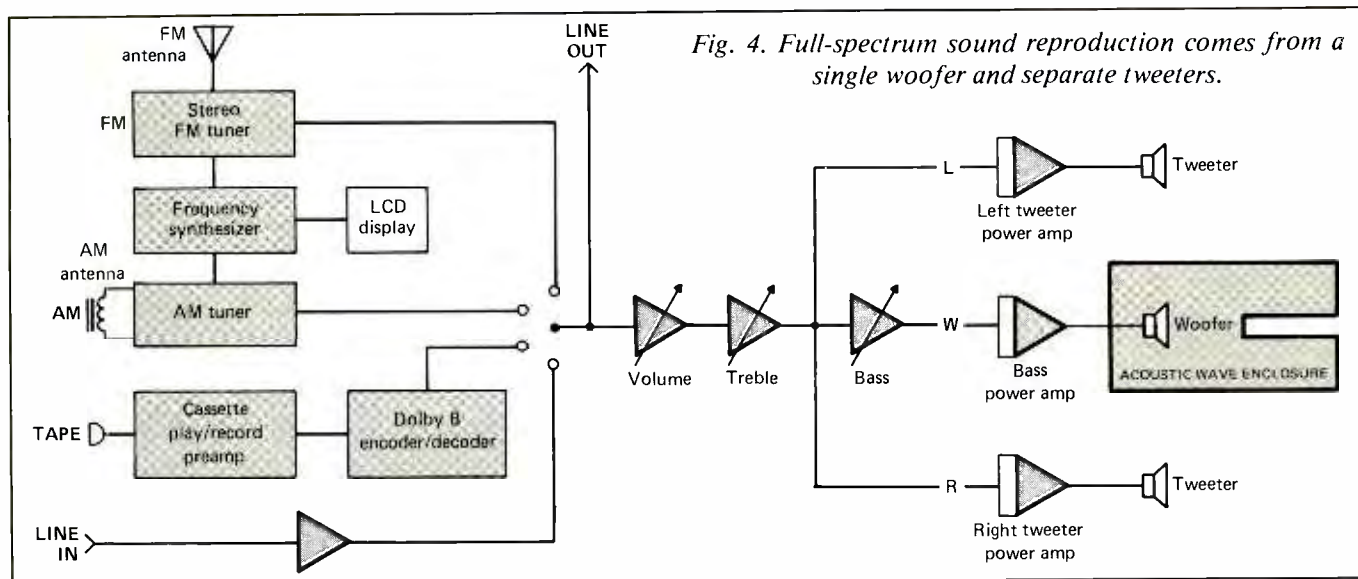 FM
antenna
LINE
OUT
Fig. 4. Full-spectrum sound reproduction comes from a
single woofer and separate tweeters.
FM
Stereo
FM tuner
Frequency
synthesizer
LCD
display
AM
antenna
AM
AM tuner
TAPE
Cassette
play/record
preamp
Dolby B
encoder/decoder
LINE
IN
Volume
Treble
Bass
L
Left tweeter
power amp
Tweeter
W
Bass
power amp
Woofer
ACOUSTIC WAVE ENCLOSURE
R
Right tweeter
power amp
Tweeter